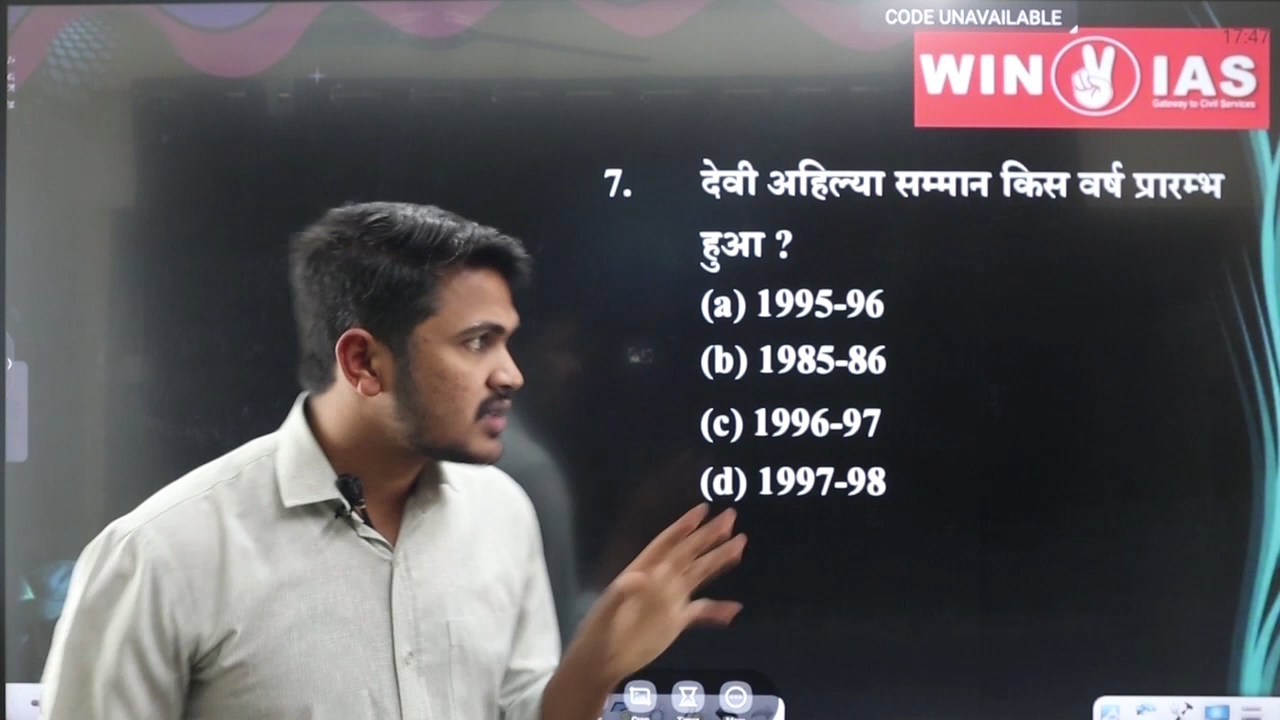 CODE UNAVAILABLE
17:47
WIN IAS
Gateway to Civil Services
7. देवी अहिल्या सम्मान किस वर्ष प्रारम्भ
हुआ ?
(a) 1995-96
(b) 1985-86
(c) 1996-97
(d) 1997-98